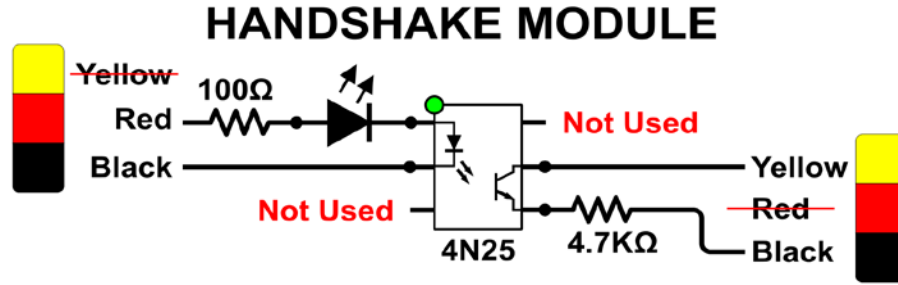 HANDSHAKE MODULE
Yellow
100Ω
Red
Not Used
Black
Yellow
Not Used
Red
4N25
4.7KΩ
Black